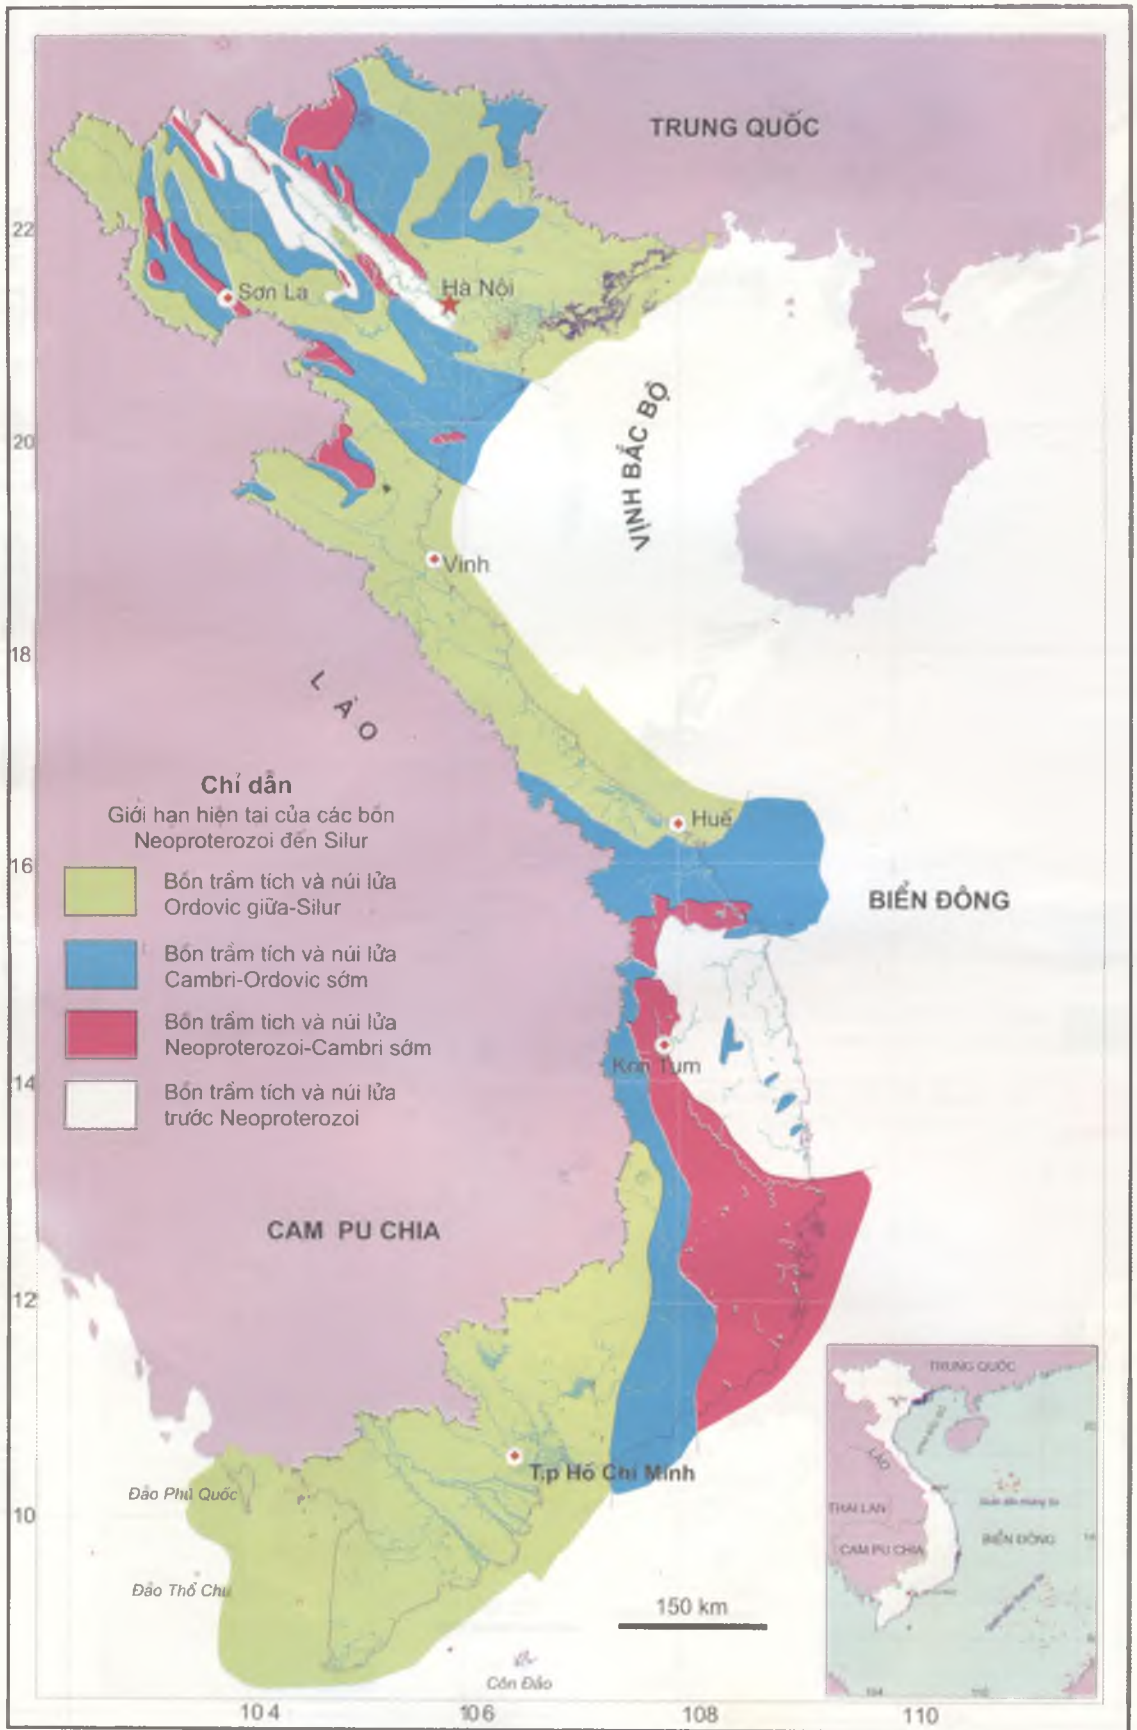 TRUNG QUỐC
22
Sơn La
Hà Nội
VỊNH BẮC BỘ
20
Vinh
18
LÀO
Chỉ dẫn
Giới hạn hiện tại của các bồn
Neoproterozoi đến Silur
Huế
16
Bồn trầm tích và núi lửa
Ordovic giữa-Silur
BIỂN ĐÔNG
Bồn trầm tích và núi lửa
Cambri-Ordovic sớm
Bồn trầm tích và núi lửa
Neoproterozoi-Cambri sớm
Kon Tum
14
Bồn trầm tích và núi lửa
trước Neoproterozoi
CAM PU CHIA
12
T.p Hồ Chí Minh
Đảo Phú Quốc
10
Đảo Thổ Chu
150 km
Côn Đảo
104
106
108
110
TRUNG QUỐC
LÀO
THAI LAN
CAM PU CHIA
BIỂN ĐÔNG